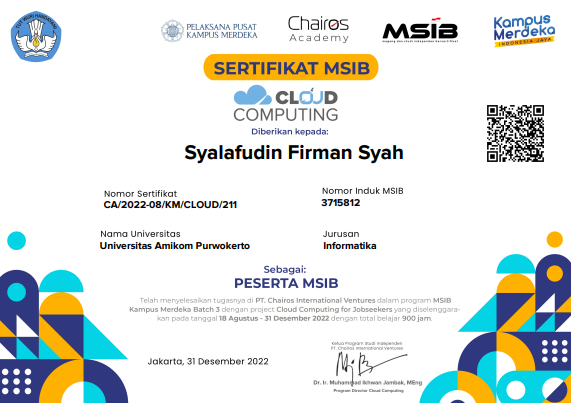 TUT WURI HANDAYANI
PELAKSANA PUSAT
KAMPUS MERDEKA
Chairos
Academy
MSIB
Kampus
Merdeka
INDONESIA JAYA
SERTIFIKAT MSIB
CLOUD
COMPUTING
Diberikan kepada:
Syalafudin Firman Syah
Nomor Sertifikat
CA/2022-08/KM/CLOUD/211
Nomor Induk MSIB
3715812
Nama Universitas
Universitas Amikom Purwokerto
Jurusan
Informatika
Sebagai:
PESERTA MSIB
Telah menyelesaikan tugasnya di PT. Chairos International Ventures dalam program MSIB
Kampus Merdeka Batch 3 dengan project Cloud Computing for Jobseekers yang diselenggara-
kan pada tanggal 18 Agustus - 31 Desember 2022 dengan total belajar 900 jam.
Jakarta, 31 Desember 2022
Ketua Program Studi Independen
PT. Chairos International Ventures
Dr. Ir. Muhammad Ikhwan Jambak, MEng
Program Director Cloud Computing